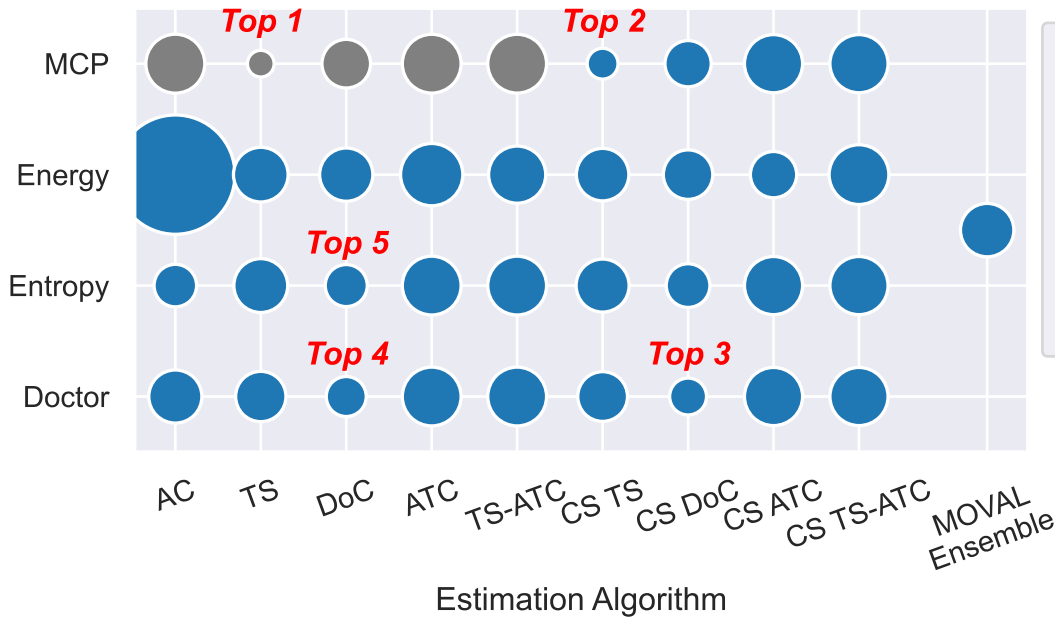 Top 1
Top 2
MCP
Energy
Top 5
Entropy
Top 4
Top 3
Doctor
AC
TS
DoC
ATC
TS-ATC
CS TS
CS DoC
CS ATC
CS TS-ATC
MOVAL
Ensemble
Estimation Algorithm